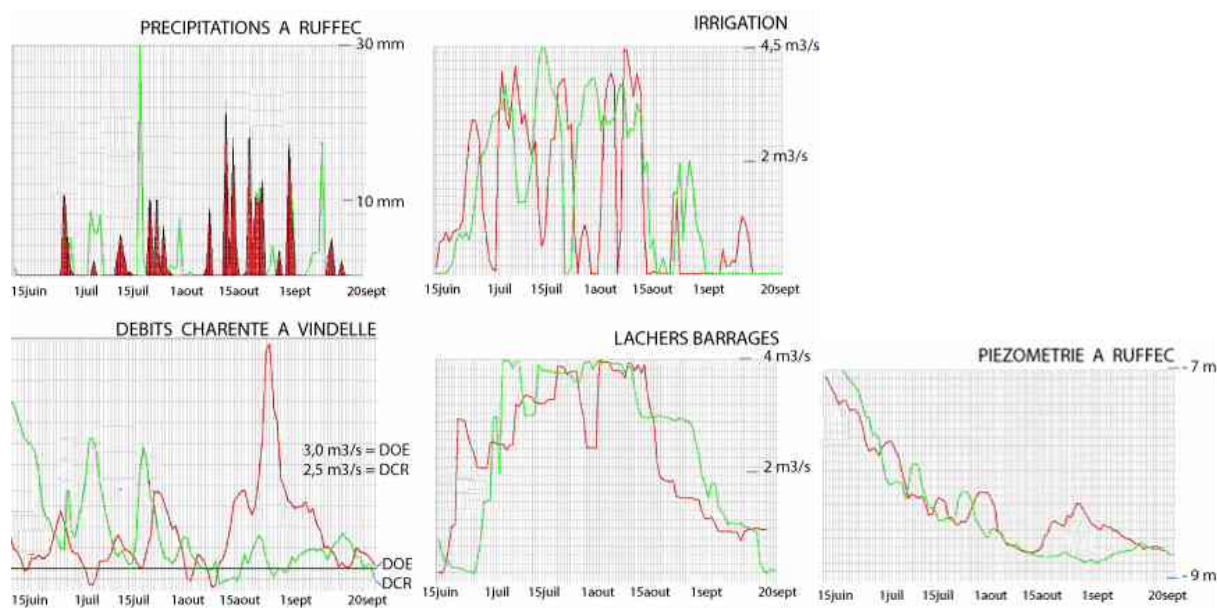 PRECIPITATIONS A RUFFEC
30 mm
10 mm
15juin 1juil 15juil 1aout 15aout 1sept 20sept
IRRIGATION
4,5 m3/s
2 m3/s
15juin 1juil 15juil 1aout 15aout 1sept 20sept
DEBITS CHARENTE A VINDELLE
3,0 m3/s = DOE
2,5 m3/s = DCR
DOE
DCR
15juin 1juil 15juil 1aout 15aout 1sept 20sept
LACHERS BARRAGES
4 m3/s
2 m3/s
15juin 1juil 15juil 1aout 15aout 1sept 20sept
PIEZOMETRIE A RUFFEC
- 7 m
- 9 m
15juin 1juil 15juil 1aout 15aout 1sept 20sept